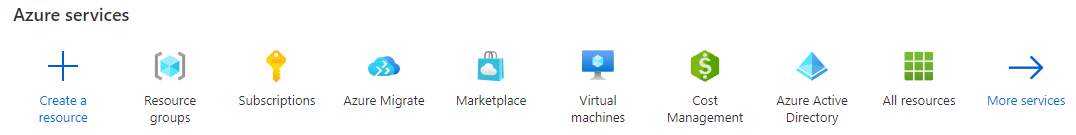 Azure services
Create a
resource
Resource
groups
Subscriptions
Azure Migrate
Marketplace
Virtual
machines
Cost
Management
Azure Active
Directory
All resources
More services